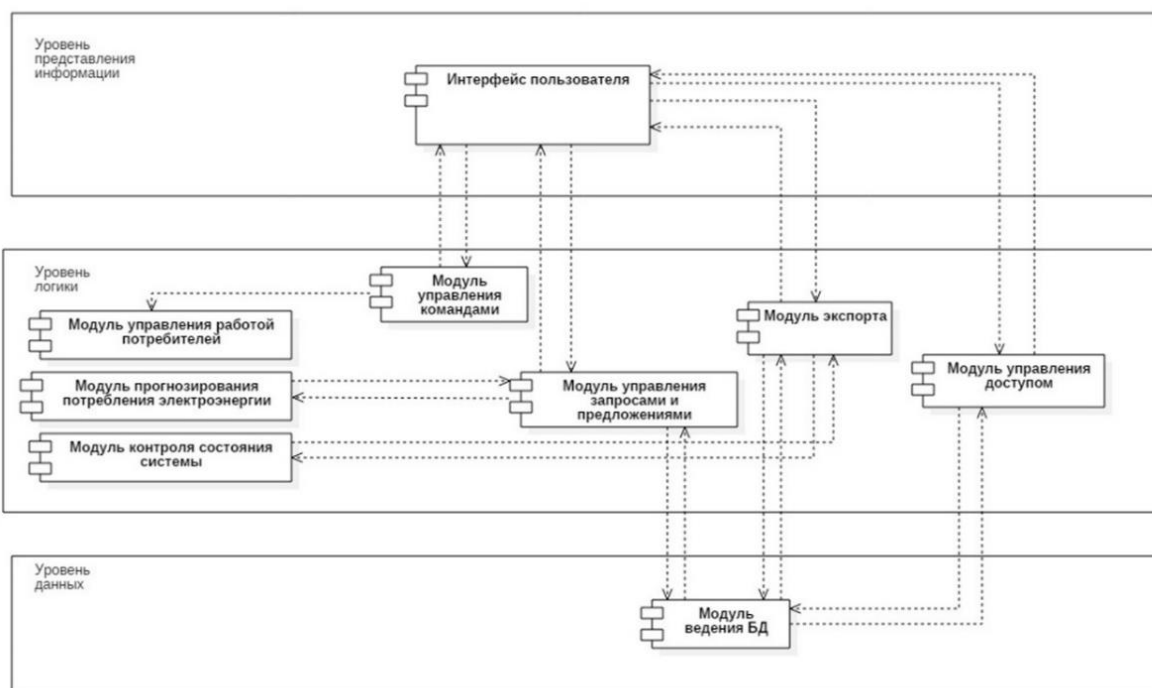 Уровень
представления
информации
Интерфейс пользователя
Уровень
логики
Модуль
управления
командами
Модуль управления работой
потребителей
Модуль экспорта
Модуль управления
доступом
Модуль прогнозирования
потребления электроэнергии
Модуль управления
запросами и
предложениями
Модуль контроля состояния
системы
Уровень
данных
Модуль
ведения БД